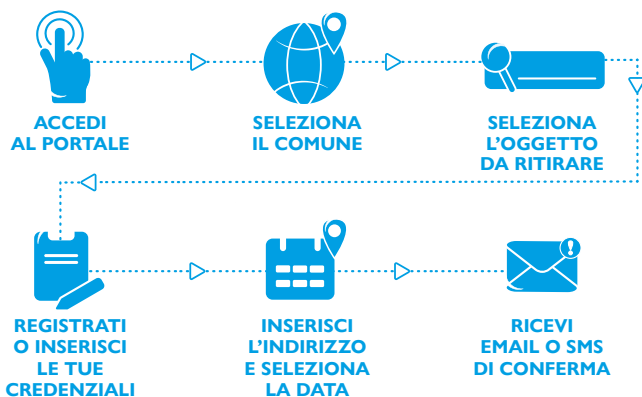 ACCEDI
AL PORTALE
SELEZIONA
IL COMUNE
SELEZIONA
L'OGGETTO
DA RITIRARE
REGISTRATI
O INSERISCI
LE TUE
CREDENZIALI
INSERISCI
L'INDIRIZZO
E SELEZIONA
LA DATA
RICEVI
EMAIL O SMS
DI CONFERMA